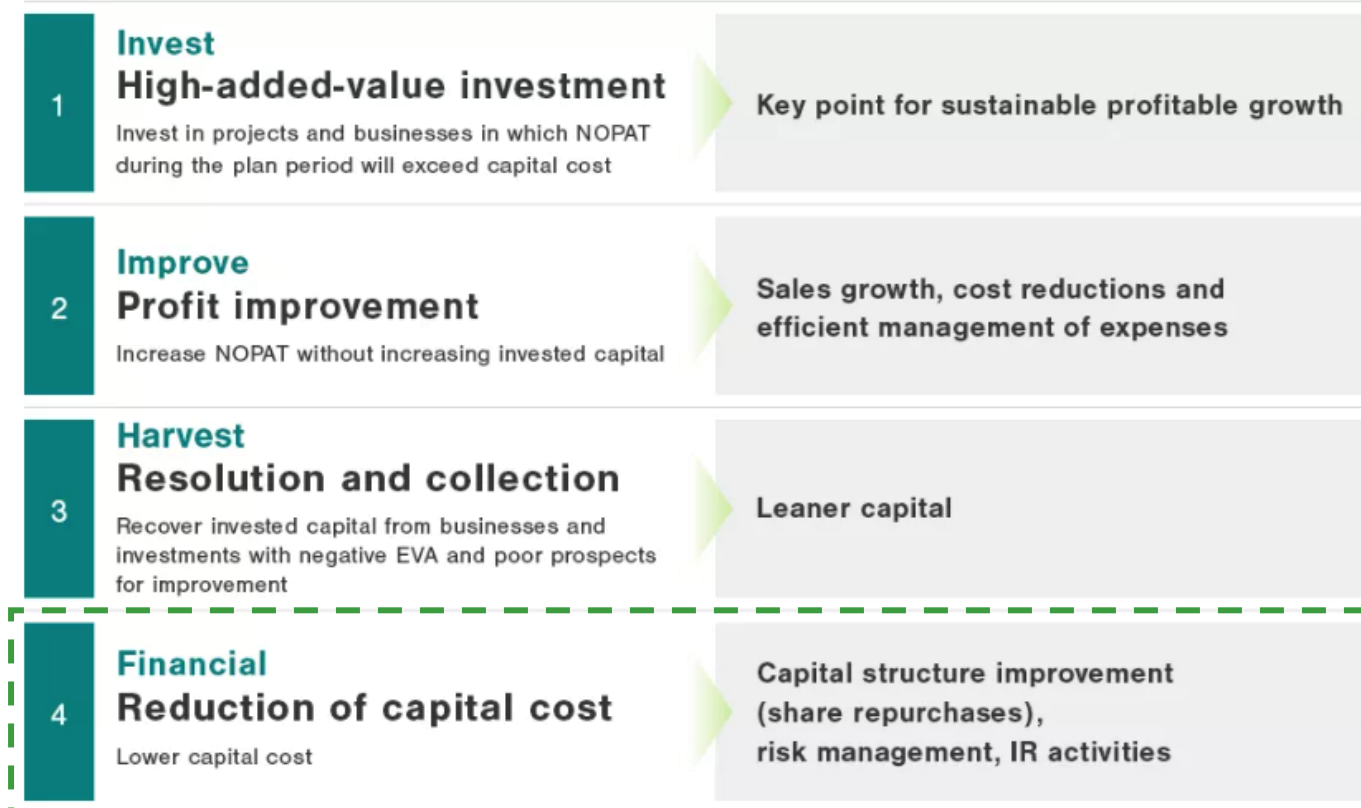 1
Invest
High-added-value investment
Invest in projects and businesses in which NOPAT
during the plan period will exceed capital cost
Key point for sustainable profitable growth
2
Improve
Profit improvement
Increase NOPAT without increasing invested capital
Sales growth, cost reductions and
efficient management of expenses
3
Harvest
Resolution and collection
Recover invested capital from businesses and
investments with negative EVA and poor prospects
for improvement
Leaner capital
4
Financial
Reduction of capital cost
Lower capital cost
Capital structure improvement
(share repurchases),
risk management, IR activities